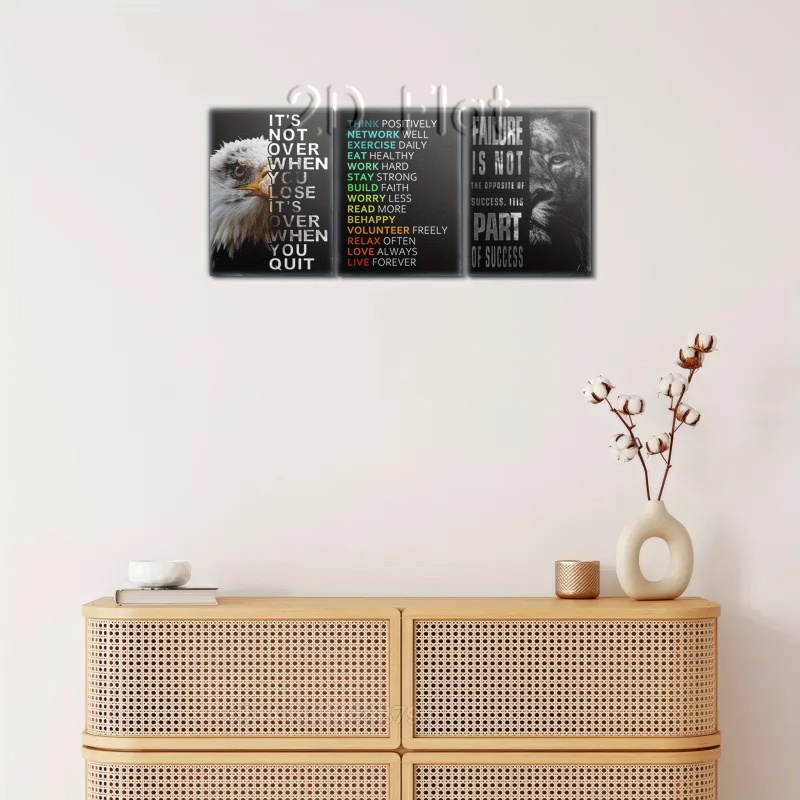 2D Flat
IT'S
NOT
OVER
WHEN
YOU
LOSE
IT'S
OVER
WHEN
YOU
QUIT
THINK POSITIVELY
NETWORK WELL
EXERCISE DAILY
EAT HEALTHY
WORK HARD
STAY STRONG
BUILD FAITH
WORRY LESS
READ MORE
BEHAPPY
VOLUNTEER FREELY
RELAX OFTEN
LOVE ALWAYS
LIVE FOREVER
FAILURE
IS NOT
THE OPPOSITE OF
SUCCESS. IT IS
PART
OF SUCCESS